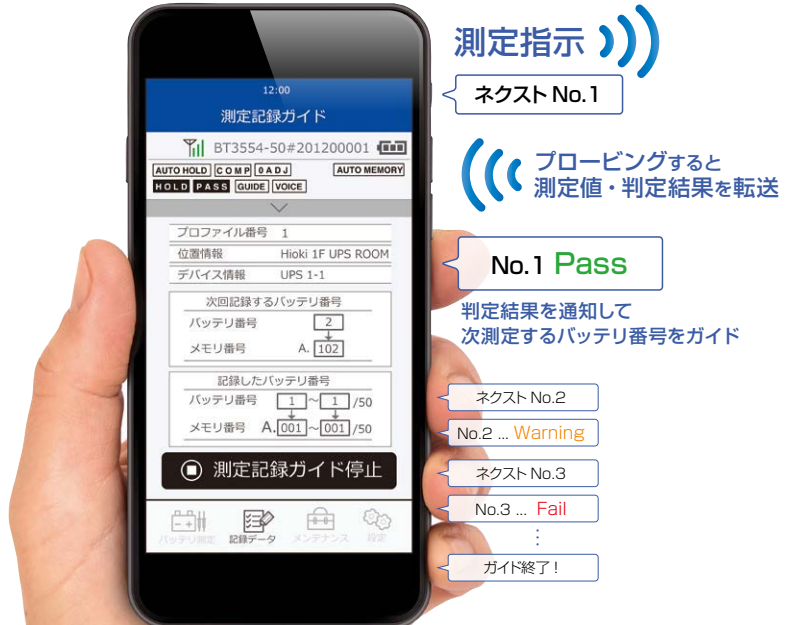 12:00
測定記録ガイド
BT3554-50#201200001
AUTO HOLD COMP 0ADJ AUTO MEMORY
HOLD PASS GUIDE VOICE
プロファイル番号 1
位置情報 Hioki 1F UPS ROOM
デバイス情報 UPS 1-1
次回記録するバッテリ番号
バッテリ番号 2
メモリ番号 A. 102
記録したバッテリ番号
バッテリ番号 1 ～ 1 /50
メモリ番号 A. 001 ～ 001 /50
測定記録ガイド停止
バッテリ測定 記録データ メンテナンス 設定
測定指示
ネクスト No.1
プロービングすると
測定値・判定結果を転送
No.1 Pass
判定結果を通知して
次測定するバッテリ番号をガイド
ネクスト No.2
No.2 ... Warning
ネクスト No.3
No.3 ... Fail
⋮
ガイド終了！